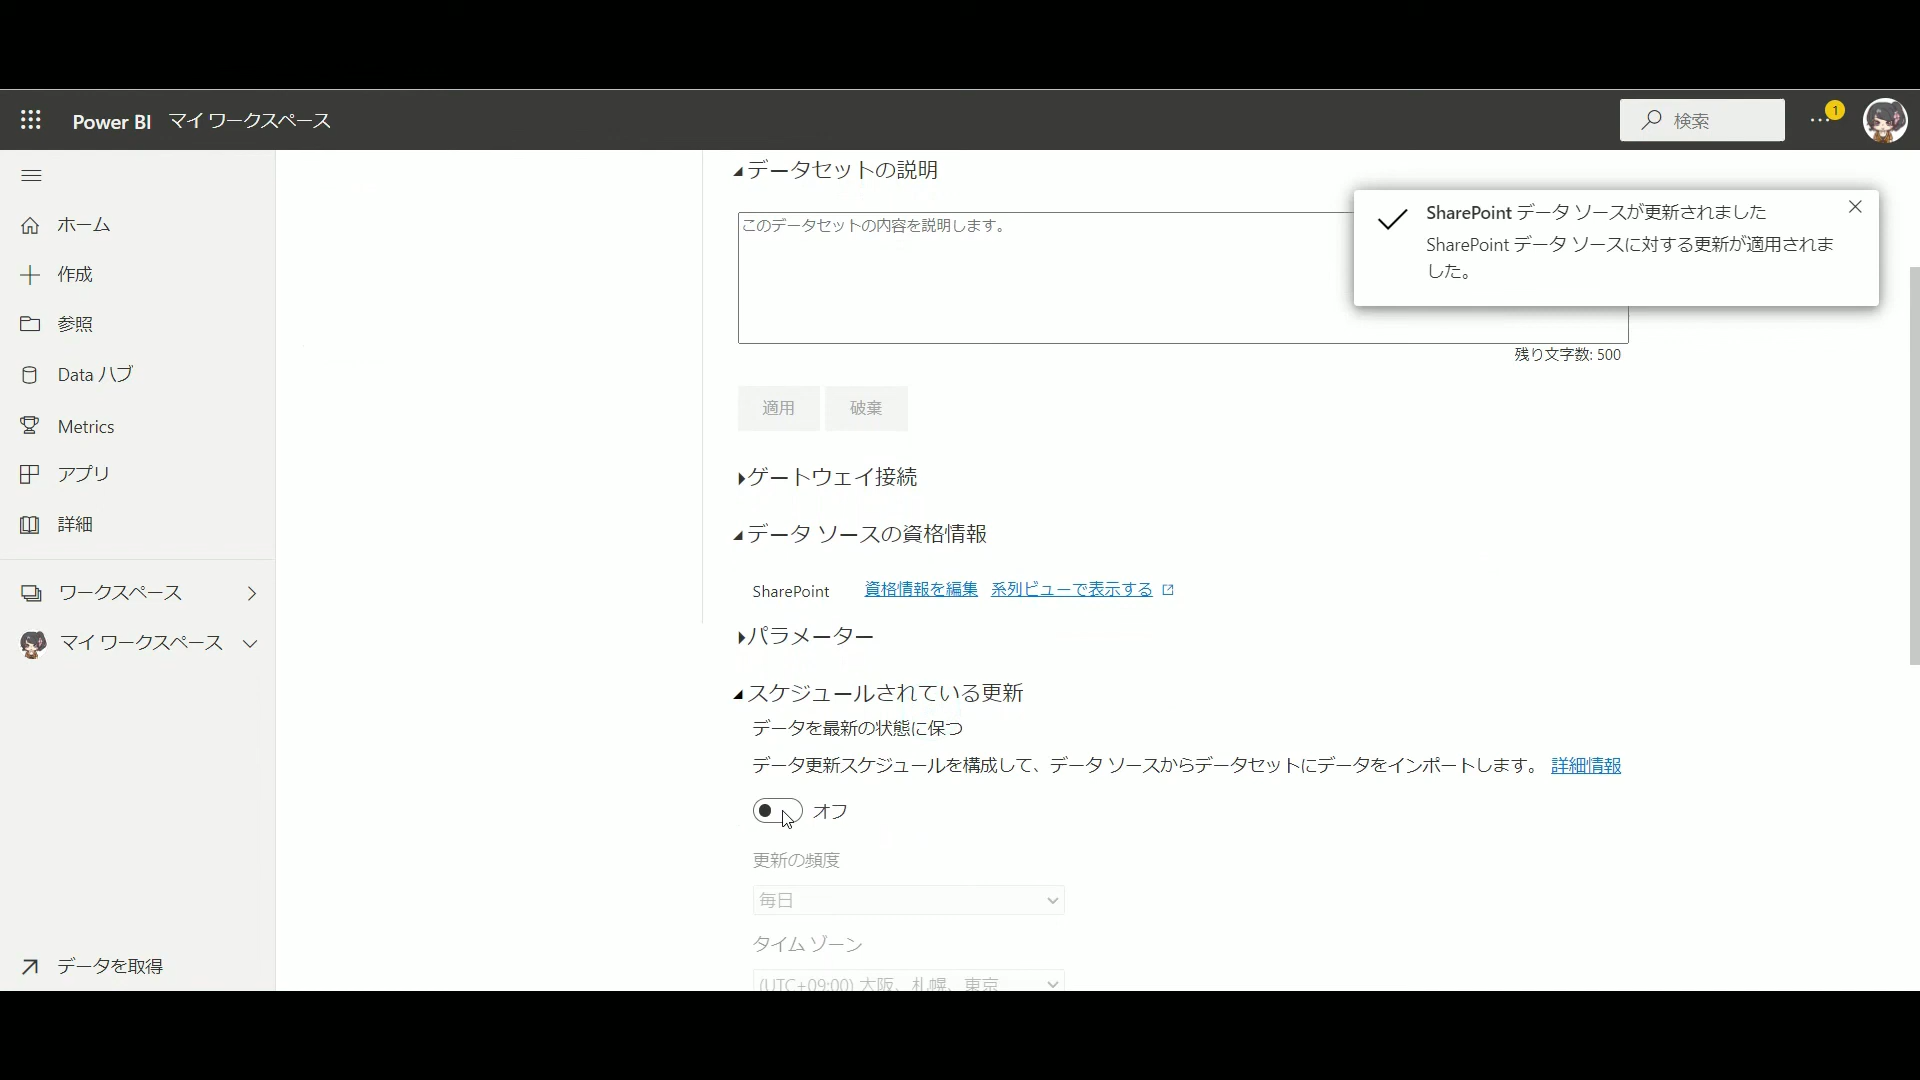 Power BI マイ ワークスペース
検索
1
ホーム
作成
参照
Data ハブ
Metrics
アプリ
詳細
ワークスペース
マイ ワークスペース
データを取得
データセットの説明
このデータセットの内容を説明します。
残り文字数: 500
適用 破棄
ゲートウェイ接続
データ ソースの資格情報
SharePoint 資格情報を編集 系列ビューで表示する
パラメーター
スケジュールされている更新
データを最新の状態に保つ
データ更新スケジュールを構成して、データ ソースからデータセットにデータをインポートします。 詳細情報
オフ
更新の頻度
毎日
タイム ゾーン
(UTC+09:00) 大阪、札幌、東京
SharePoint データ ソースが更新されました
SharePoint データ ソースに対する更新が適用されま
した。